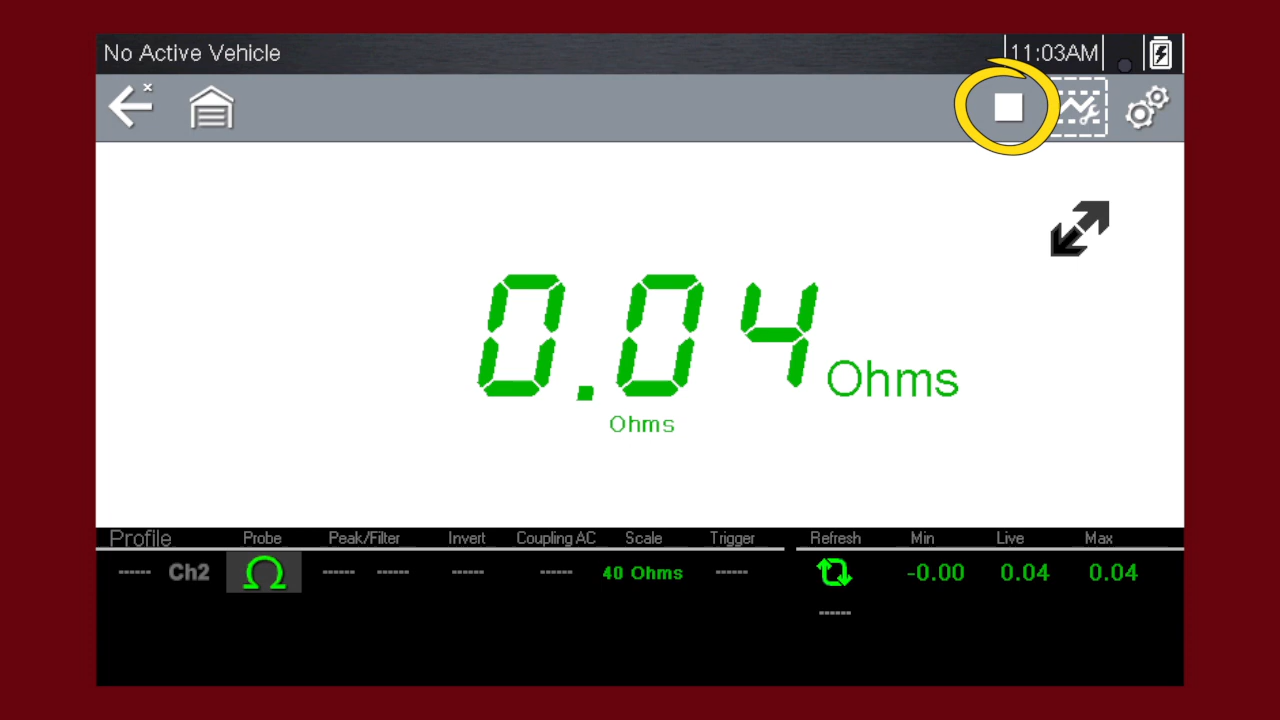 No Active Vehicle 11:03AM
0.04 Ohms
Ohms
Profile Probe Peak/Filter Invert Coupling AC Scale Trigger Refresh Min Live Max
------ Ch2 Ω ------ ------ ------ ------ 40 Ohms ------ -0.00 0.04 0.04
------